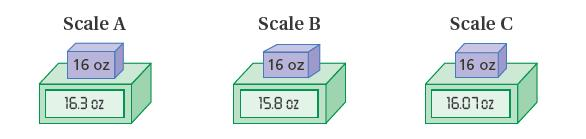 Scale A
Scale B
Scale C
16 oz
16 oz
16 oz
16.3 oz
15.8 oz
16.07 oz